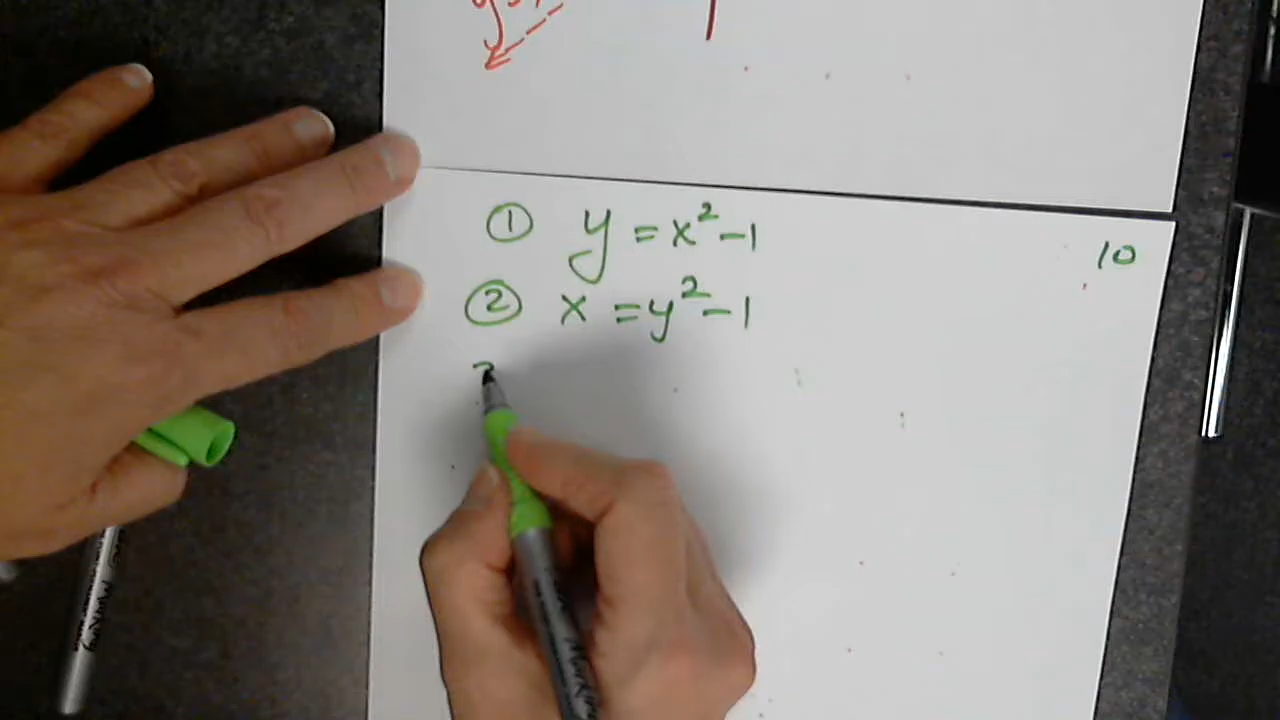 ① y = x² - 1
10
② x = y² - 1